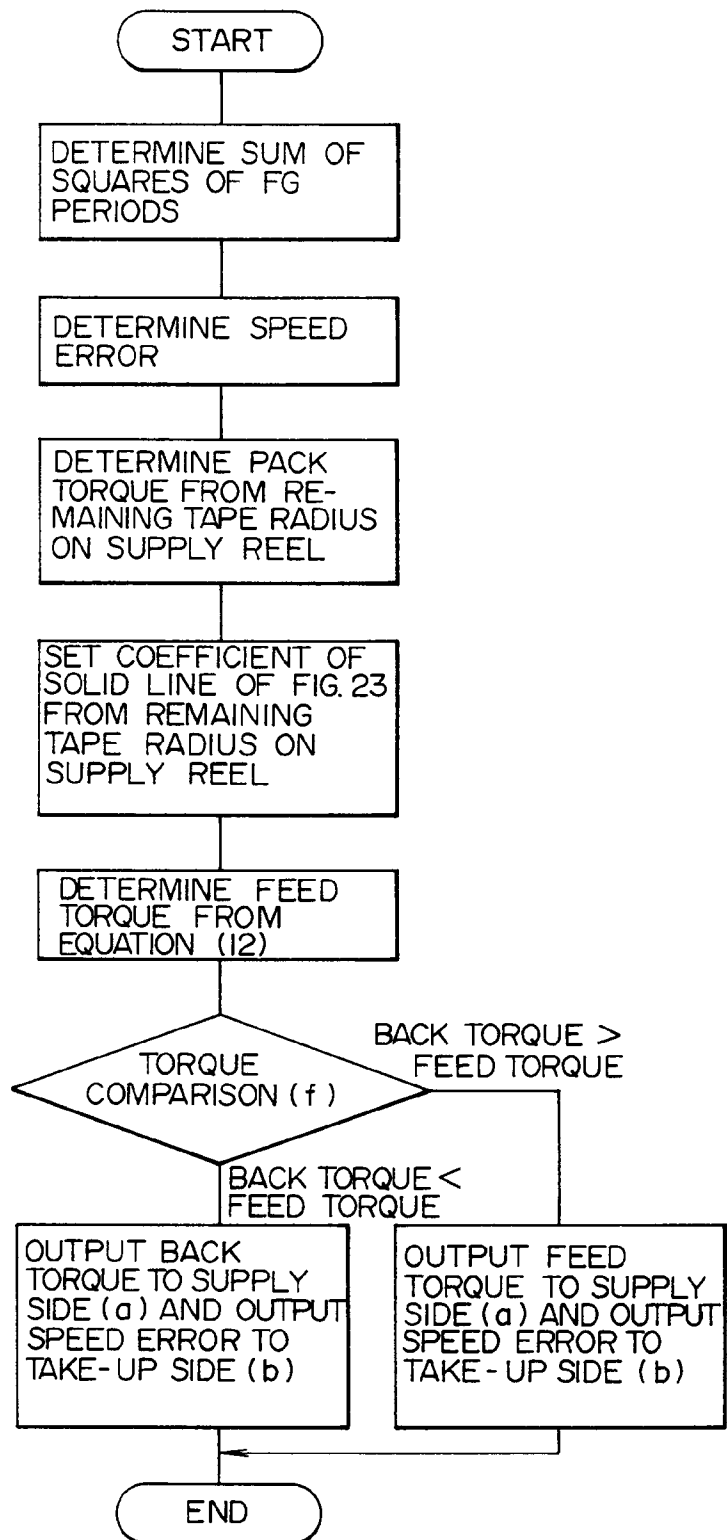 START
DETERMINE SUM OF
SQUARES OF FG
PERIODS
DETERMINE SPEED
ERROR
DETERMINE PACK
TORQUE FROM RE-
MAINING TAPE RADIUS
ON SUPPLY REEL
SET COEFFICIENT OF
SOLID LINE OF FIG. 23
FROM REMAINING
TAPE RADIUS ON
SUPPLY REEL
DETERMINE FEED
TORQUE FROM
EQUATION (12)
TORQUE
COMPARISON (f)
BACK TORQUE >
FEED TORQUE
BACK TORQUE <
FEED TORQUE
OUTPUT BACK
TORQUE TO SUPPLY
SIDE (a) AND OUTPUT
SPEED ERROR TO
TAKE-UP SIDE (b)
OUTPUT FEED
TORQUE TO SUPPLY
SIDE (a) AND OUTPUT
SPEED ERROR TO
TAKE-UP SIDE (b)
END